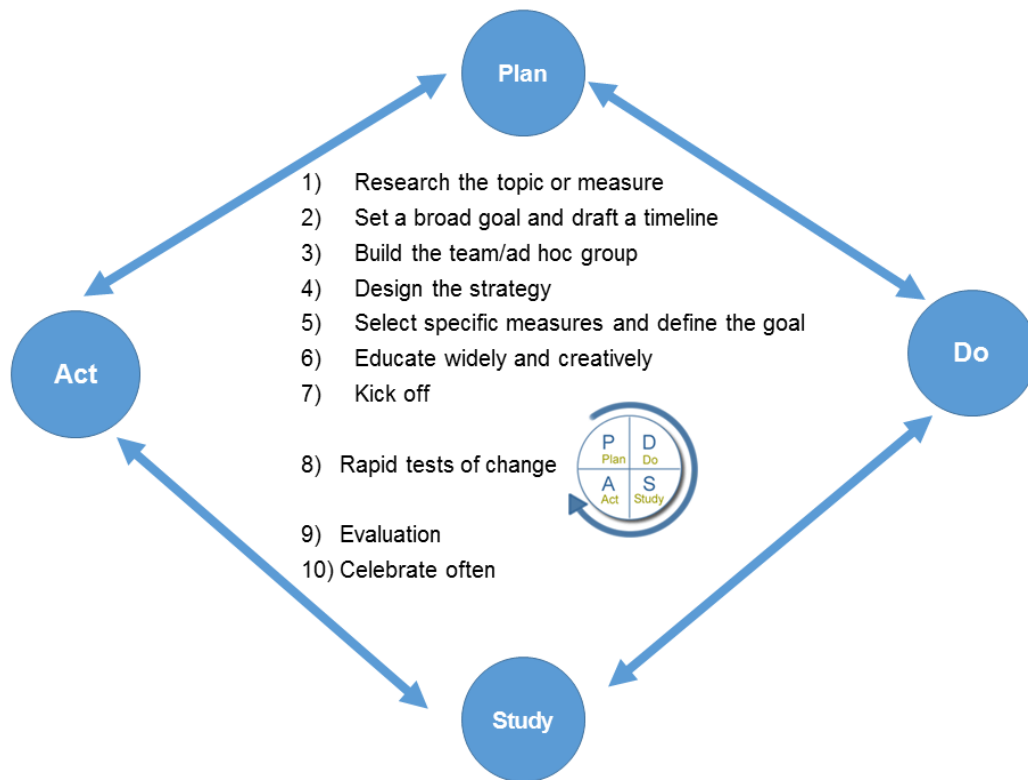 Plan
1) Research the topic or measure
2) Set a broad goal and draft a timeline
3) Build the team/ad hoc group
4) Design the strategy
5) Select specific measures and define the goal
6) Educate widely and creatively
7) Kick off
Act
Do
8) Rapid tests of change
P D
Plan Do
A S
Act Study
9) Evaluation
10) Celebrate often
Study